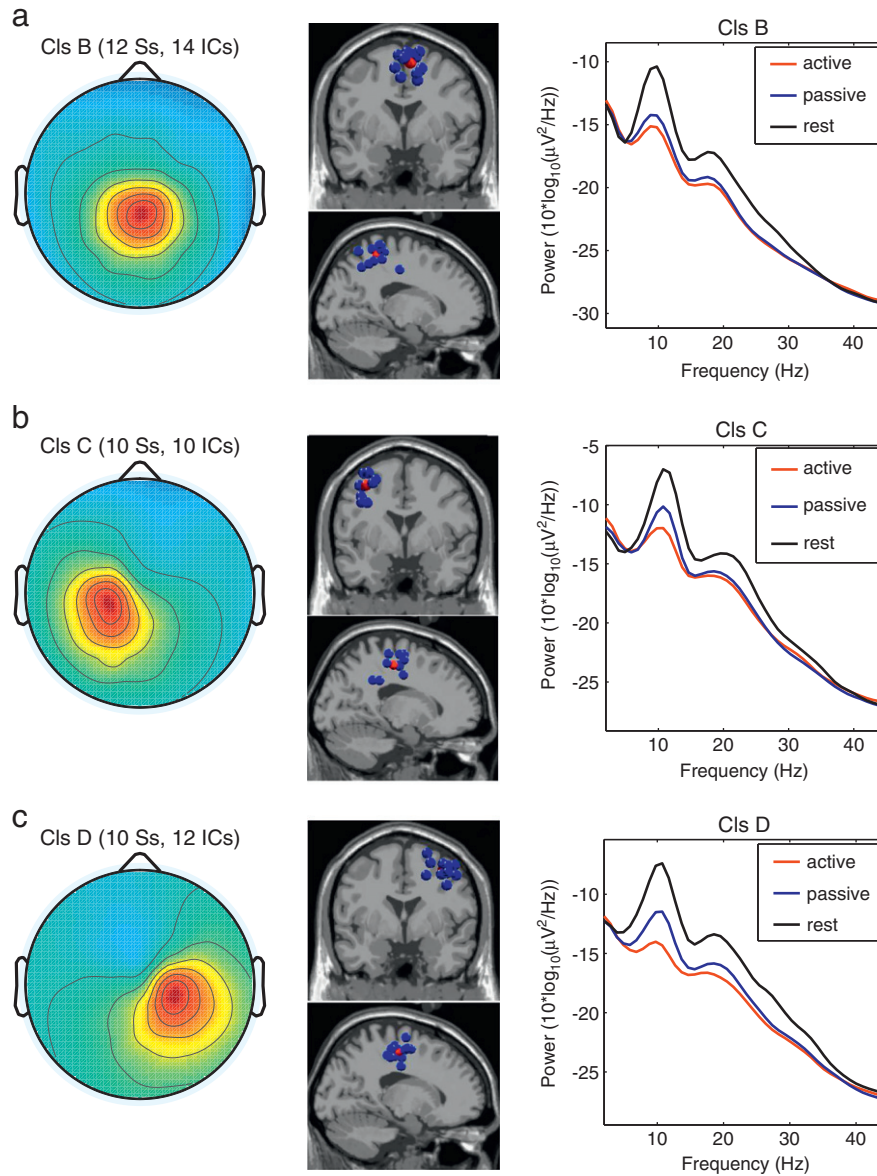 a
Cls B (12 Ss, 14 ICs)
Cls B
active
passive
rest
-10
-15
-20
-25
-30
Power (10*log10(µV2/Hz))
10
20
30
40
Frequency (Hz)
b
Cls C (10 Ss, 10 ICs)
Cls C
active
passive
rest
-5
-10
-15
-20
-25
Power (10*log10(µV2/Hz))
10
20
30
40
Frequency (Hz)
c
Cls D (10 Ss, 12 ICs)
Cls D
active
passive
rest
-10
-15
-20
-25
Power (10*log10(µV2/Hz))
10
20
30
40
Frequency (Hz)